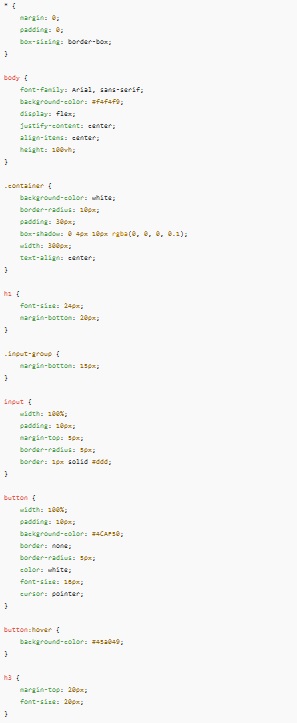 * {
    margin: 0;
    padding: 0;
    box-sizing: border-box;
}

body {
    font-family: Arial, sans-serif;
    background-color: #f4f4f9;
    display: flex;
    justify-content: center;
    align-items: center;
    height: 100vh;
}

.container {
    background-color: white;
    border-radius: 10px;
    padding: 30px;
    box-shadow: 0 4px 10px rgba(0, 0, 0, 0.1);
    width: 300px;
    text-align: center;
}

h1 {
    font-size: 24px;
    margin-bottom: 20px;
}

.input-group {
    margin-bottom: 15px;
}

input {
    width: 100%;
    padding: 10px;
    margin-top: 5px;
    border-radius: 5px;
    border: 1px solid #ddd;
}

button {
    width: 100%;
    padding: 10px;
    background-color: #4CAF50;
    border: none;
    border-radius: 5px;
    color: white;
    font-size: 15px;
    cursor: pointer;
}

button:hover {
    background-color: #45a049;
}

h3 {
    margin-top: 20px;
    font-size: 20px;
}